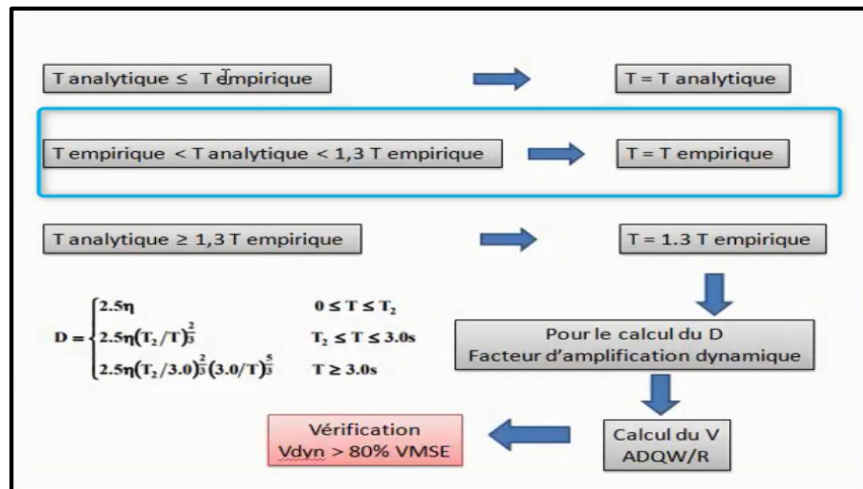 T analytique ≤ T empirique
T = T analytique
T empirique < T analytique < 1,3 T empirique
T = T empirique
T analytique ≥ 1,3 T empirique
T = 1.3 T empirique
D = { 2.5η 0 ≤ T ≤ T₂
2.5η(T₂/T)^(2/3) T₂ ≤ T ≤ 3.0s
2.5η(T₂/3.0)^(2/3)(3.0/T)^(5/3) T ≥ 3.0s
Pour le calcul du D
Facteur d'amplification dynamique
Calcul du V
ADQW/R
Vérification
Vdyn > 80% VMSE